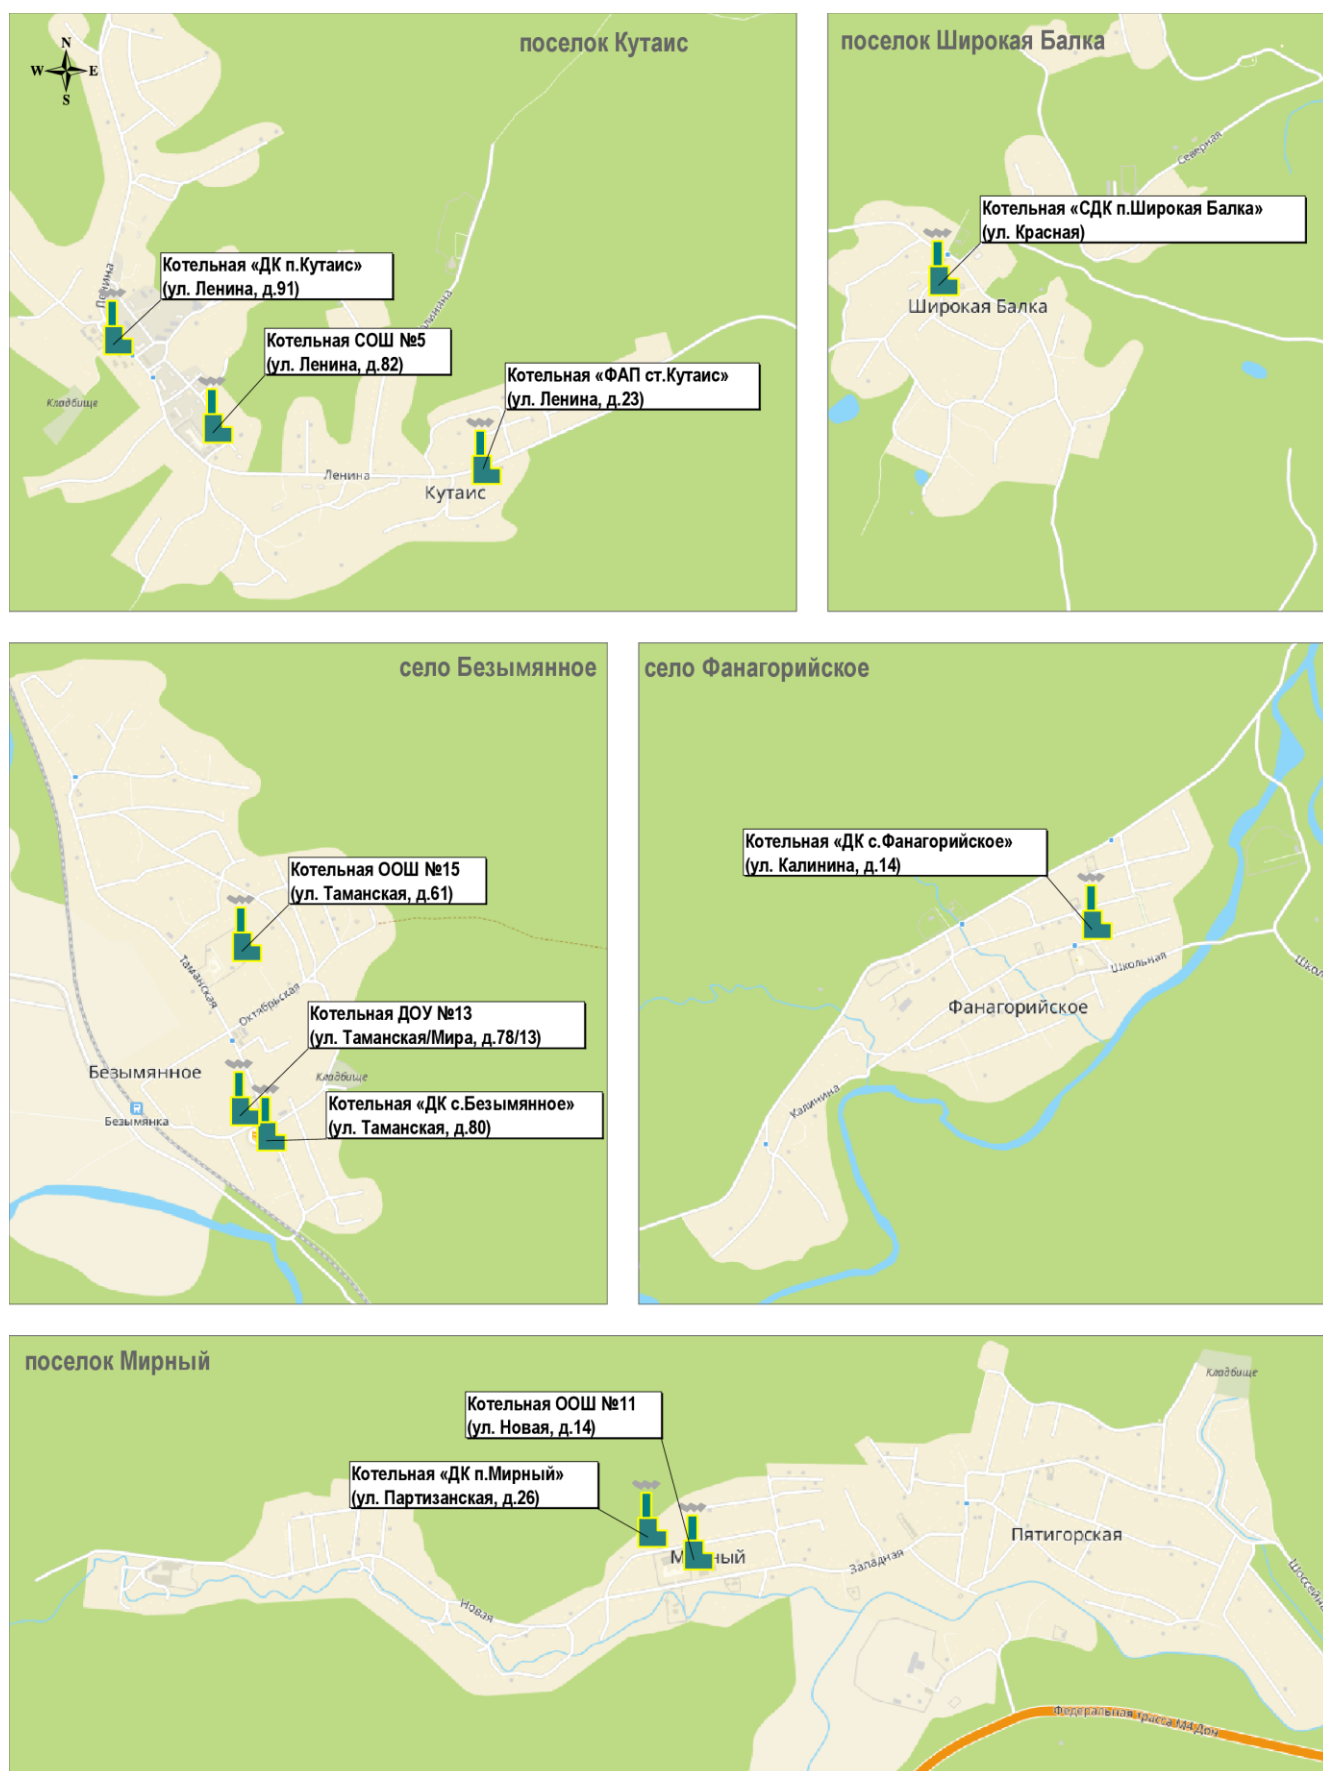 поселок Кутаис
N
W
E
S
Котельная «ДК п.Кутаис»
(ул. Ленина, д.91)
Ленина
Котельная СОШ №5
(ул. Ленина, д.82)
Котельная «ФАП ст.Кутаис»
(ул. Ленина, д.23)
Кладбище
Ленина
Кутаис
поселок Широкая Балка
Северная
Котельная «СДК п.Широкая Балка»
(ул. Красная)
Широкая Балка
село Безымянное
Котельная ООШ №15
(ул. Таманская, д.61)
Таманская
Октябрьская
Котельная ДОУ №13
(ул. Таманская/Мира, д.78/13)
Безымянное
Кладбище
Безымянка
Котельная «ДК с.Безымянное»
(ул. Таманская, д.80)
село Фанагорийское
Котельная «ДК с.Фанагорийское»
(ул. Калинина, д.14)
Школьная
Фанагорийское
Калинина
поселок Мирный
Кладбище
Котельная ООШ №11
(ул. Новая, д.14)
Котельная «ДК п.Мирный»
(ул. Партизанская, д.26)
Пятигорская
Западная
Новая
Федеральная трасса М4 Дон